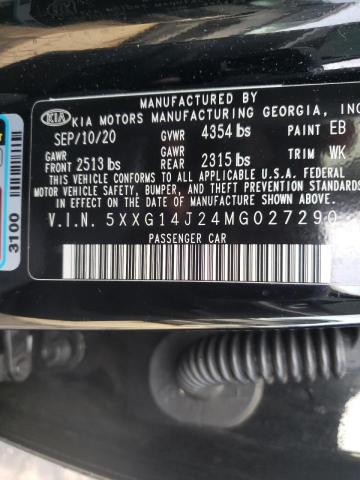 MANUFACTURED BY
KIA KIA MOTORS MANUFACTURING GEORGIA, INC
SEP/10/20 GVWR 4354 lbs PAINT EB
GAWR FRONT 2513 lbs GAWR REAR 2315 lbs TRIM WK
THIS VEHICLE CONFORMS TO ALL APPLICABLE U.S.A. FEDERAL
MOTOR VEHICLE SAFETY, BUMPER, AND THEFT PREVENTION STANDARDS
IN EFFECT ON THE DATE OF MANUFACTURE SHOWN ABOVE.
V.I.N. 5XXG14J24MG027290
PASSENGER CAR
3100